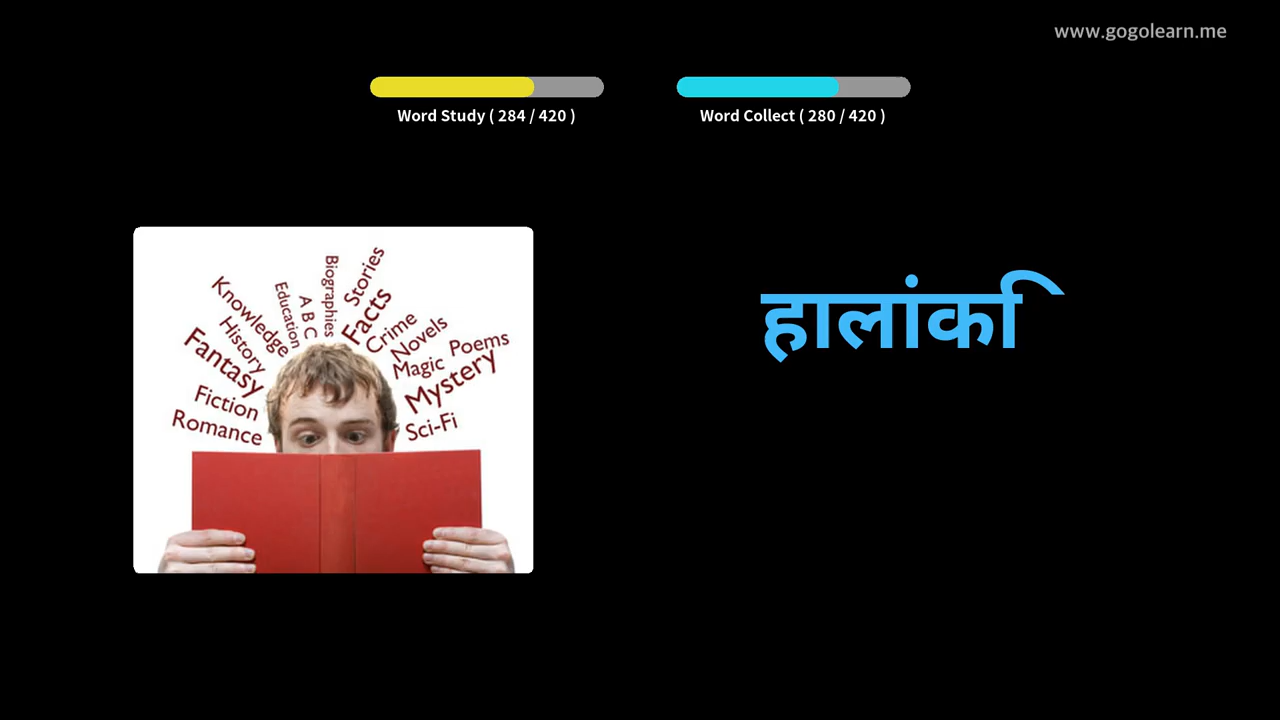 www.gogolearn.me
Word Study ( 284 / 420 )
Word Collect ( 280 / 420 )
Biographies
Stories
Education
A B C
Facts
Knowledge
History
Crime
Novels
Fantasy
Magic
Poems
Mystery
Fiction
Romance
Sci-Fi
हालांकि